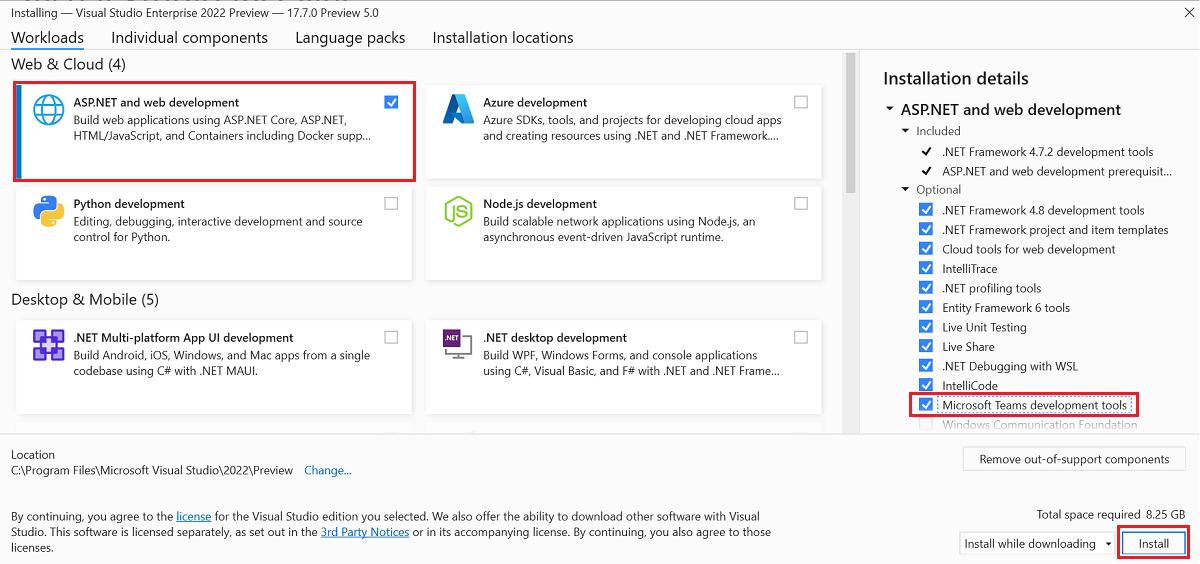 Installing — Visual Studio Enterprise 2022 Preview — 17.7.0 Preview 5.0
Workloads
Individual components
Language packs
Installation locations
Web & Cloud (4)
ASP.NET and web development
Build web applications using ASP.NET Core, ASP.NET,
HTML/JavaScript, and Containers including Docker supp...
Azure development
Azure SDKs, tools, and projects for developing cloud apps
and creating resources using .NET and .NET Framework....
Python development
Editing, debugging, interactive development and source
control for Python.
JS
Node.js development
Build scalable network applications using Node.js, an
asynchronous event-driven JavaScript runtime.
Desktop & Mobile (5)
.NET Multi-platform App UI development
Build Android, iOS, Windows, and Mac apps from a single
codebase using C# with .NET MAUI.
.NET
.NET desktop development
Build WPF, Windows Forms, and console applications
using C#, Visual Basic, and F# with .NET and .NET Frame...
Installation details
ASP.NET and web development
Included
.NET Framework 4.7.2 development tools
ASP.NET and web development prerequisit...
Optional
.NET Framework 4.8 development tools
.NET Framework project and item templates
Cloud tools for web development
IntelliTrace
.NET profiling tools
Entity Framework 6 tools
Live Unit Testing
Live Share
.NET Debugging with WSL
IntelliCode
Microsoft Teams development tools
Windows Communication Foundation
Location
C:\Program Files\Microsoft Visual Studio\2022\Preview Change...
Remove out-of-support components
By continuing, you agree to the license for the Visual Studio edition you selected. We also offer the ability to download other software with Visual
Studio. This software is licensed separately, as set out in the 3rd Party Notices or in its accompanying license. By continuing, you also agree to those
licenses.
Total space required 8.25 GB
Install while downloading
Install